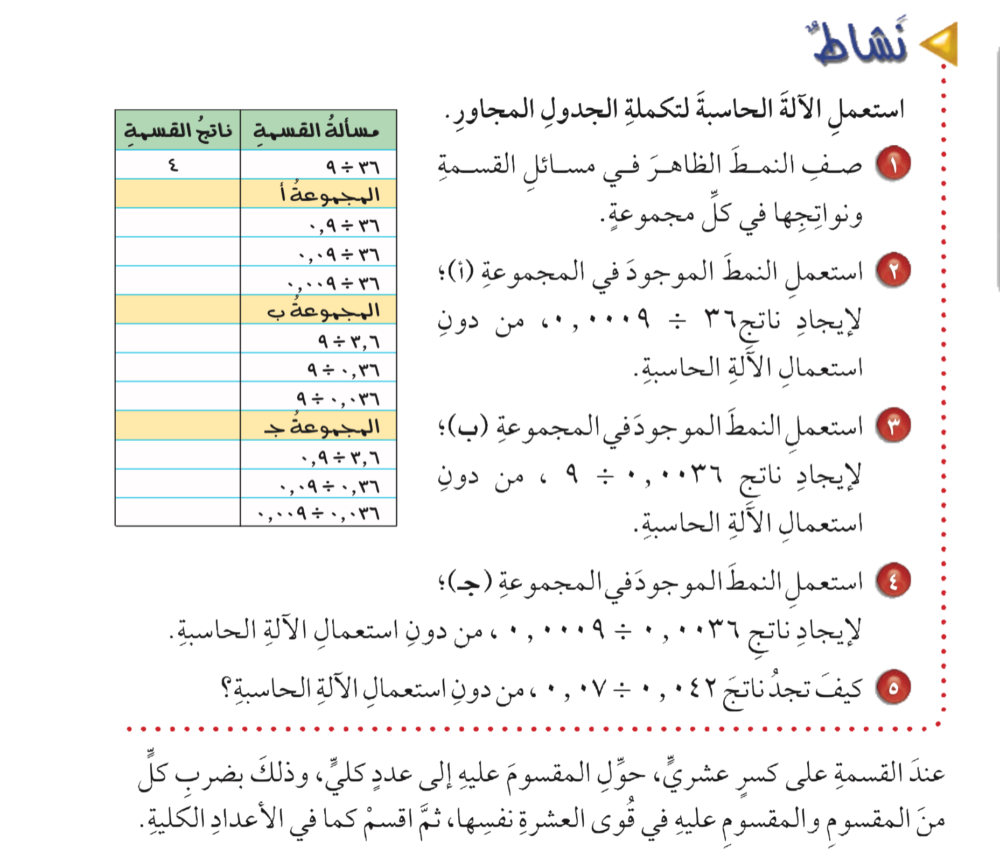 نَشاطٌ
استعملِ الآلةَ الحاسبةَ لتكملةِ الجدولِ المجاورِ.
١ صفِ النمطَ الظاهرَ في مسائلِ القسمةِ
ونواتِجِها في كلِّ مجموعةٍ.
٢ استعملِ النمطَ الموجودَ في المجموعةِ (أ)؛
لإيجادِ ناتجِ ٣٦ ÷ ٠,٠٠٠٩، من دونِ
استعمالِ الآلَةِ الحاسبةِ.
٣ استعملِ النمطَ الموجودَ في المجموعةِ (ب)؛
لإيجادِ ناتجِ ٠,٠٠٣٦ ÷ ٩ ، من دونِ
استعمالِ الآلَةِ الحاسبةِ.
٤ استعملِ النمطَ الموجودَ في المجموعةِ (جـ)؛
لإيجادِ ناتجِ ٠,٠٠٣٦ ÷ ٠,٠٠٠٩ ، من دونِ استعمالِ الآلةِ الحاسبةِ.
٥ كيفَ تجدُ ناتجَ ٠,٠٤٢ ÷ ٠,٠٧ ، من دونِ استعمالِ الآلةِ الحاسبةِ؟
مسألةُ القسمةِ ناتجُ القسمةِ
٣٦ ÷ ٩ ٤
المجموعةُ أ
٣٦ ÷ ٠,٩
٣٦ ÷ ٠,٠٩
٣٦ ÷ ٠,٠٠٩
المجموعةُ ب
٣,٦ ÷ ٩
٠,٣٦ ÷ ٩
٠,٠٣٦ ÷ ٩
المجموعةُ جـ
٣,٦ ÷ ٠,٩
٠,٣٦ ÷ ٠,٠٩
٠,٠٣٦ ÷ ٠,٠٠٩
عندَ القسمةِ على كسرٍ عشريٍّ، حوِّلِ المقسومَ عليهِ إلى عددٍ كليٍّ، وذلكَ بضربِ كلٍّ
منَ المقسومِ والمقسومِ عليهِ في قُوى العشرةِ نفسِها، ثمَّ اقسمْ كما في الأعدادِ الكليةِ.